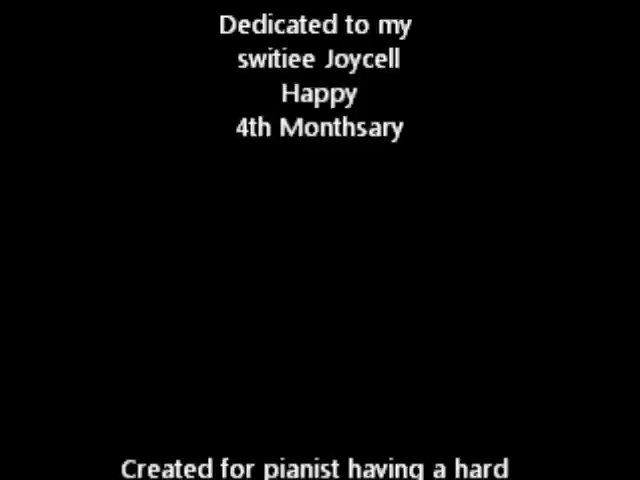 Dedicated to my
switiee Joycell
Happy
4th Monthsary
Created for pianist having a hard